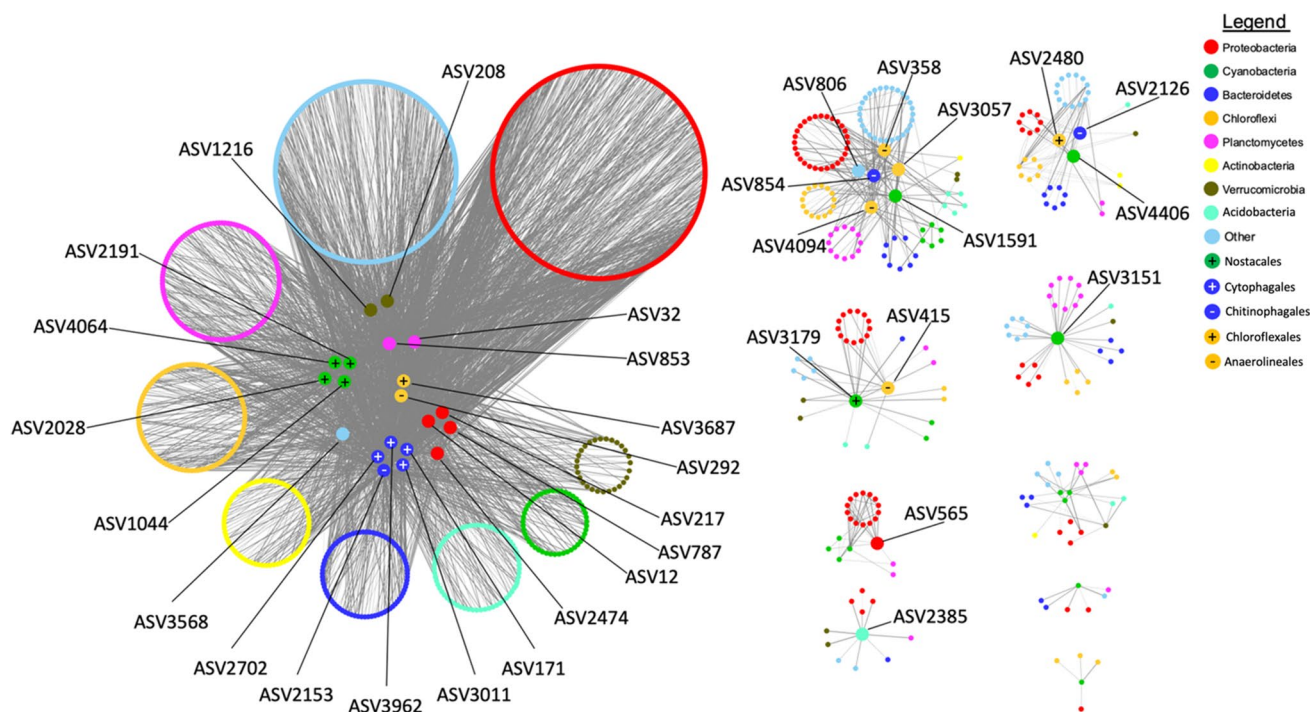 Legend
Proteobacteria
Cyanobacteria
Bacteroidetes
Chloroflexi
Planctomycetes
Actinobacteria
Verrucomicrobia
Acidobacteria
Other
Nostacales
Cytophagales
Chitinophagales
Chloroflexales
Anaerolineales
ASV208
ASV1216
ASV2191
ASV4064
ASV2028
ASV1044
ASV3568
ASV2702
ASV2153
ASV3962
ASV3011
ASV171
ASV2474
ASV12
ASV787
ASV217
ASV292
ASV3687
ASV853
ASV32
ASV806
ASV358
ASV3057
ASV854
ASV4094
ASV1591
ASV2480
ASV2126
ASV4406
ASV3179
ASV415
ASV3151
ASV565
ASV2385